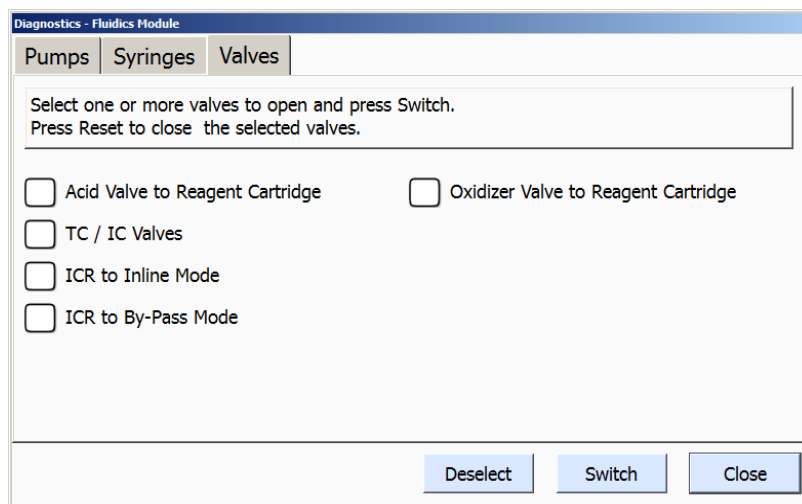 Diagnostics - Fluidics Module
Pumps Syringes Valves
Select one or more valves to open and press Switch.
Press Reset to close  the selected valves.
Acid Valve to Reagent Cartridge Oxidizer Valve to Reagent Cartridge
TC / IC Valves
ICR to Inline Mode
ICR to By-Pass Mode
Deselect Switch Close